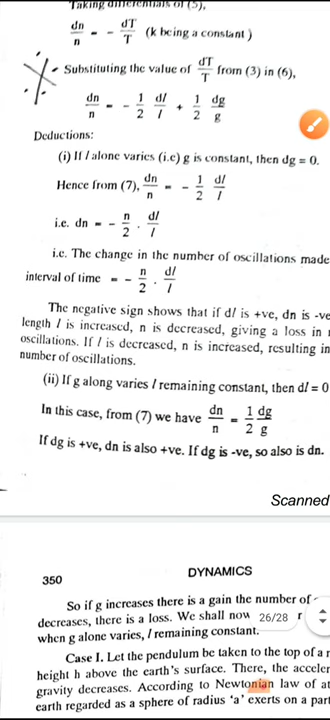 Taking differentials of (5),
dn/n = - dT/T (k being a constant)
Substituting the value of dT/T from (3) in (6),
dn/n = - 1/2 dl/l + 1/2 dg/g
Deductions:
(i) If l alone varies (i.e) g is constant, then dg = 0.
Hence from (7), dn/n = - 1/2 dl/l
i.e. dn = - n/2 . dl/l
i.e. The change in the number of oscillations made
interval of time = - n/2 . dl/l
The negative sign shows that if dl is +ve, dn is -ve
length l is increased, n is decreased, giving a loss in
oscillations. If l is decreased, n is increased, resulting in
number of oscillations.
(ii) If g along varies l remaining constant, then dl = 0
In this case, from (7) we have dn/n = 1/2 dg/g
If dg is +ve, dn is also +ve. If dg is -ve, so also is dn.
Scanned
350 DYNAMICS
So if g increases there is a gain the number of
decreases, there is a loss. We shall now
26/28
when g alone varies, l remaining constant.
Case I. Let the pendulum be taken to the top of a
height h above the earth's surface. There, the acceler
gravity decreases. According to Newtonian law of at
earth regarded as a sphere of radius 'a' exerts on a part